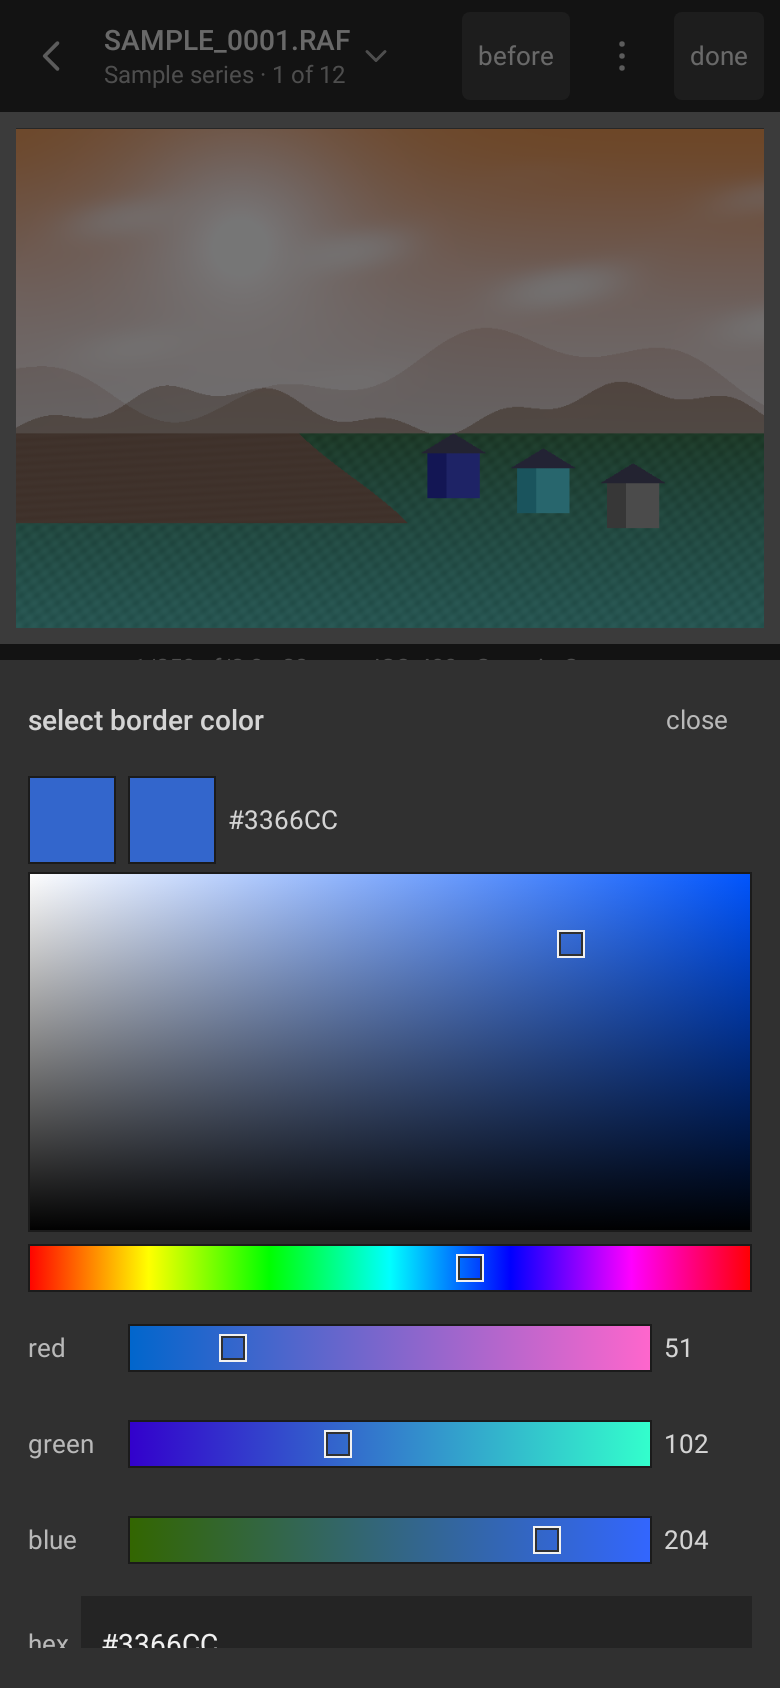 SAMPLE_0001.RAF
Sample series · 1 of 12
before
done
select border color
close
#3366CC
red
51
green
102
blue
204
hex
#3366CC